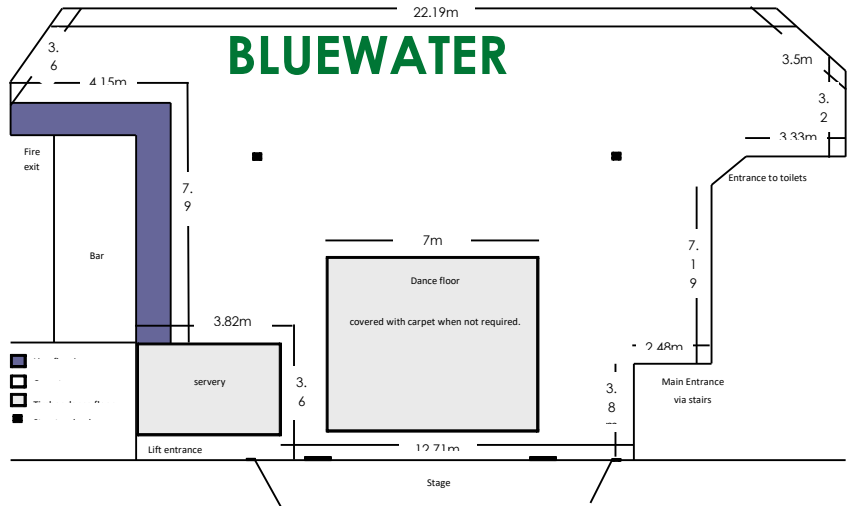 22.19m
BLUEWATER
3.
6
3.5m
4.15m
3.
2
3.33m
Fire
exit
Entrance to toilets
7.
9
7m
7.
1
9
Bar
Dance floor
covered with carpet when not required.
3.82m
2.48m
servery
3.
6
3.
8
Main Entrance
via stairs
Lift entrance
12.71m
Stage